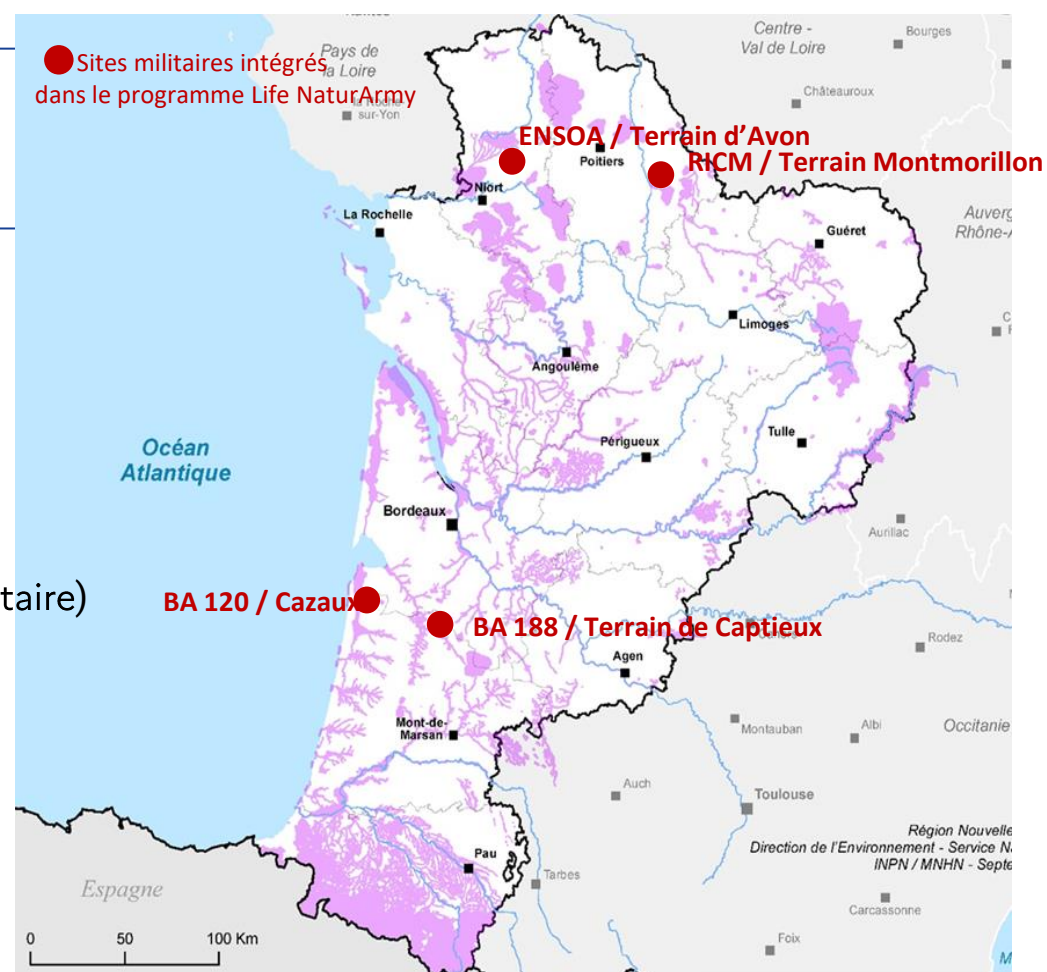 Centre -
Val de Loire
Bourges
Pays de
la Loire
Sites militaires intégrés
dans le programme Life NaturArmy
Châteauroux
la Roche
sur-Yon
ENSOA / Terrain d'Avon
Poitiers
RICM / Terrain Montmorillon
Niort
La Rochelle
Auverg
Rhône-A
Guéret
Limoges
Angoulême
Tulle
Périgueux
Océan
Atlantique
Bordeaux
Aurillac
taire)
BA 120 / Cazaux
BA 188 / Terrain de Captieux
Rodez
Agen
Mont-de-
Marsan
Montauban
Albi
Occitanie
Auch
Toulouse
Région Nouvelle
Direction de l'Environnement - Service Na
INPN / MNHN - Septe
Pau
Tarbes
Espagne
Carcassonne
Foix
0 50 100 Km
M